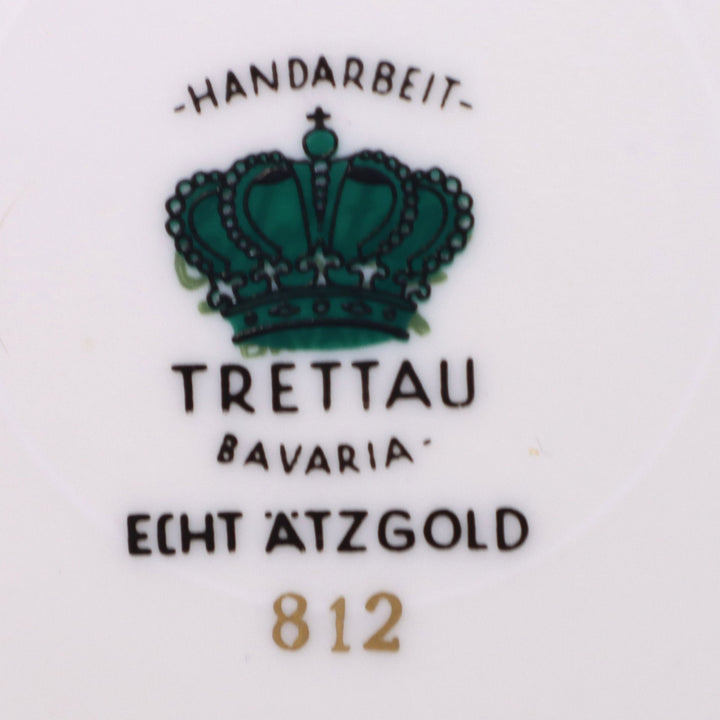 -HANDARBEIT-
TRETTAU
BAVARIA
ECHT ÄTZGOLD
812